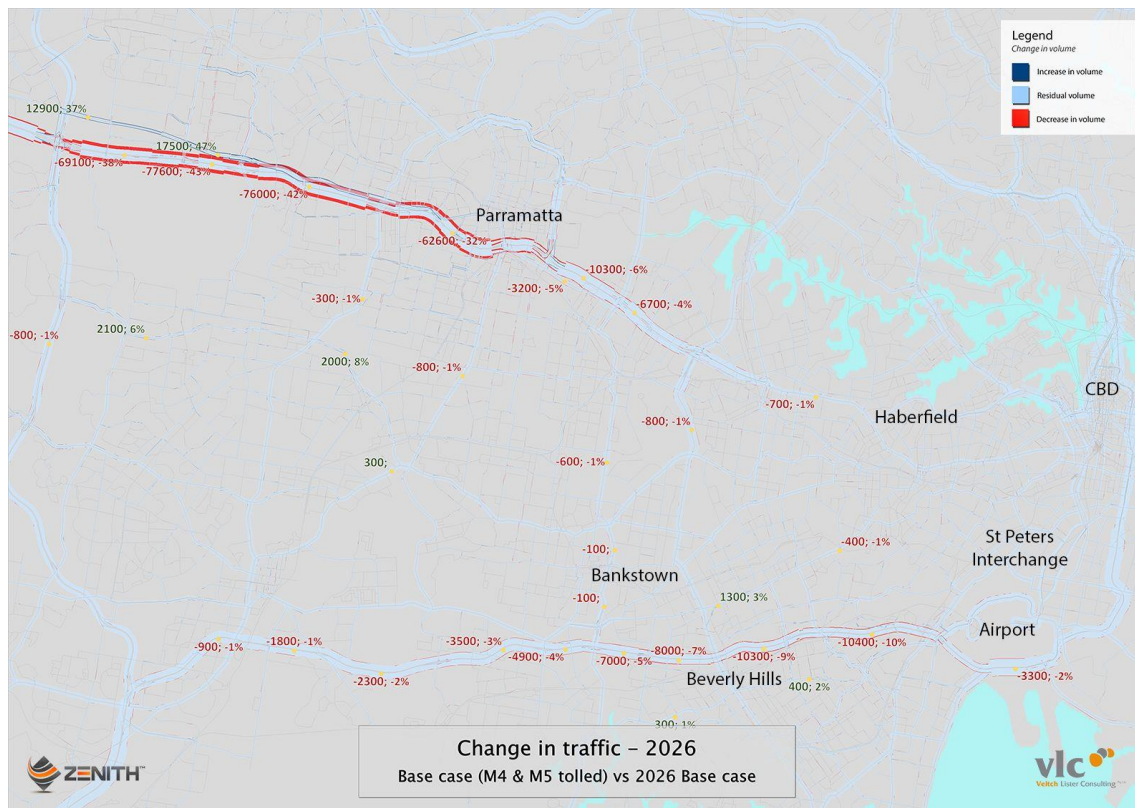 Legend
Change in volume
Increase in volume
Residual volume
Decrease in volume
12900; 37%
17500; 47%
-69100; -38%
-77600; -43%
-76000; -42%
Parramatta
-62600; -32%
-10300; -6%
-3200; -5%
-300; -1%
-6700; -4%
-800; -1%
2100; 6%
2000; 8%
-800; -1%
CBD
-700; -1%
Haberfield
-800; -1%
300;
-600; -1%
St Peters
Interchange
-400; -1%
-100;
Bankstown
-100;
1300; 3%
Airport
-900; -1%
-1800; -1%
-3500; -3%
-4900; -4%
-7000; -5%
-8000; -7%
-10300; -9%
-10400; -10%
-2300; -2%
Beverly Hills
400; 2%
-3300; -2%
300; 1%
Change in traffic – 2026
Base case (M4 & M5 tolled) vs 2026 Base case
ZENITH™
vlc
Veitch Lister Consulting